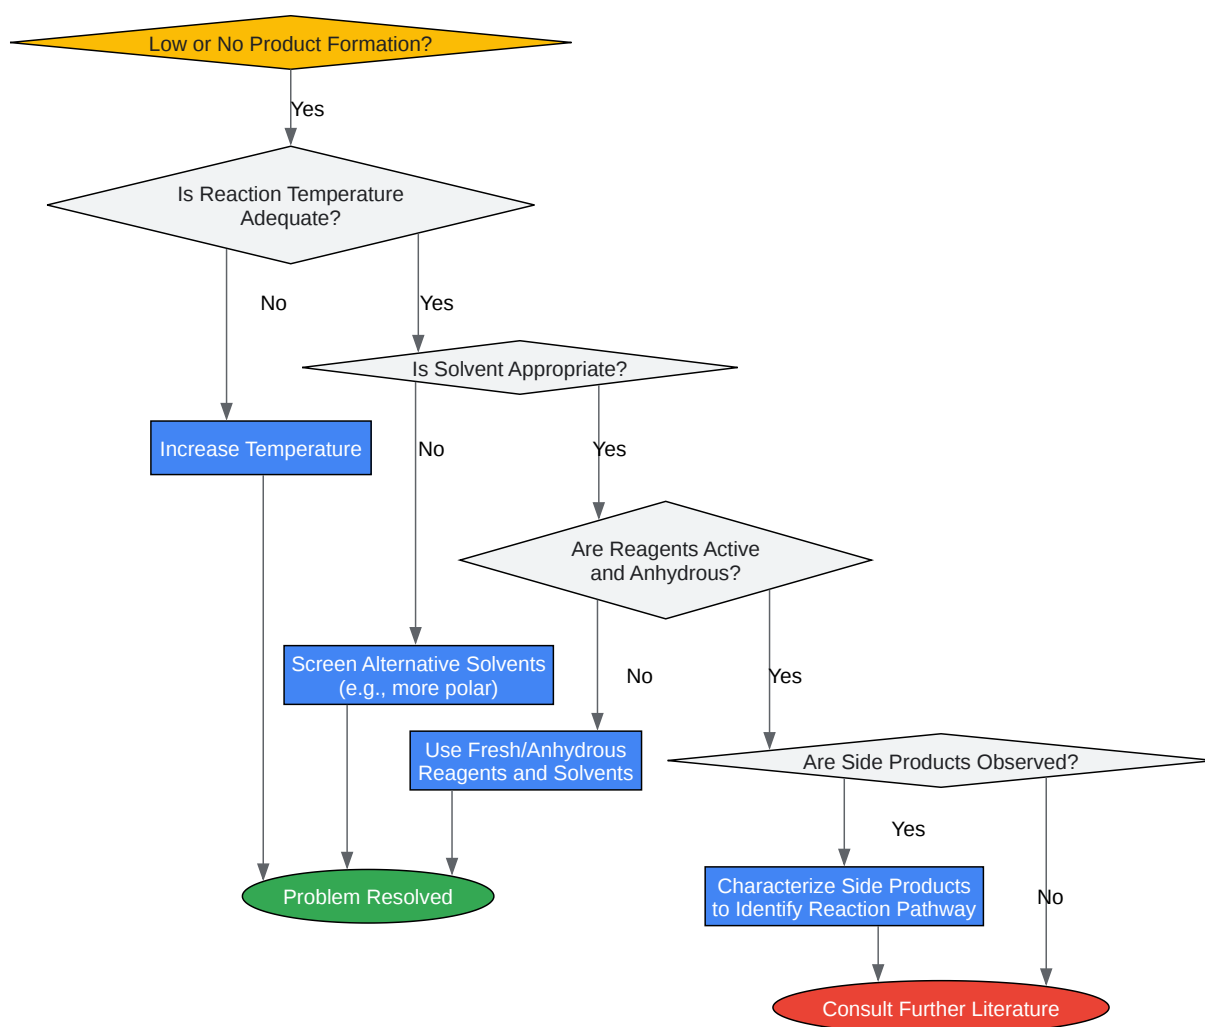 Low or No Product Formation?
Yes
Is Reaction Temperature
Adequate?
No
Yes
Is Solvent Appropriate?
Increase Temperature
No
Yes
Are Reagents Active
and Anhydrous?
Screen Alternative Solvents
(e.g., more polar)
No
Yes
Use Fresh/Anhydrous
Reagents and Solvents
Are Side Products Observed?
Yes
Problem Resolved
Characterize Side Products
to Identify Reaction Pathway
No
Consult Further Literature